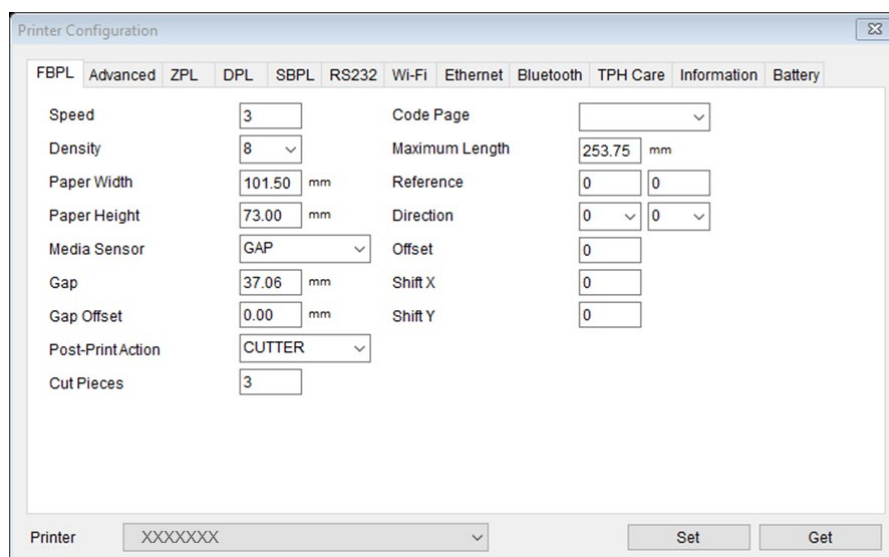 Printer Configuration
FBPL Advanced ZPL DPL SBPL RS232 Wi-Fi Ethernet Bluetooth TPH Care Information Battery
Speed 3 Code Page
Density 8 Maximum Length 253.75 mm
Paper Width 101.50 mm Reference 0 0
Paper Height 73.00 mm Direction 0 0
Media Sensor GAP Offset 0
Gap 37.06 mm Shift X 0
Gap Offset 0.00 mm Shift Y 0
Post-Print Action CUTTER
Cut Pieces 3
Printer XXXXXXX Set Get